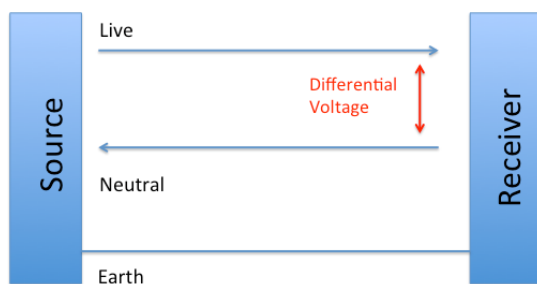 Live
Source
Differential
Voltage
Receiver
Neutral
Earth